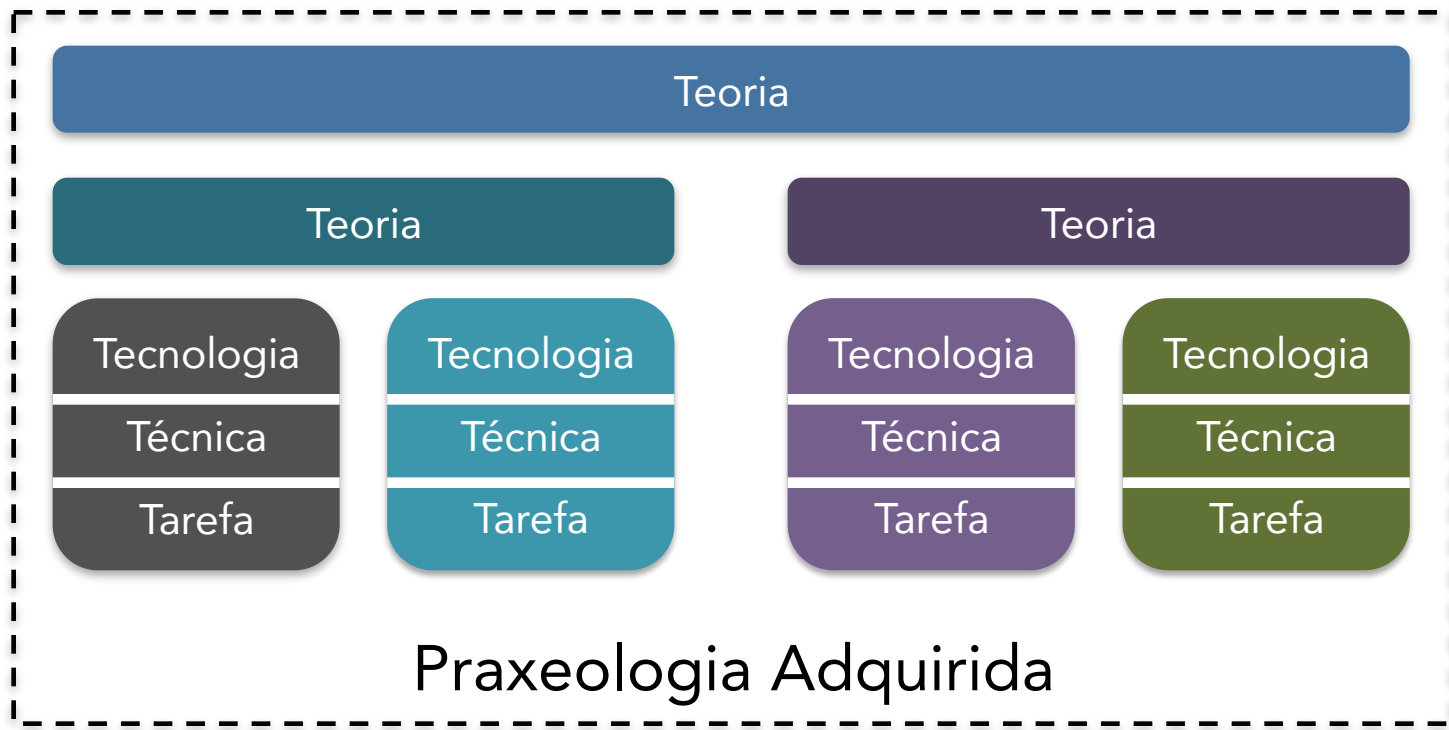 Teoria
Teoria Teoria
Tecnologia Tecnologia Tecnologia Tecnologia
Técnica Técnica Técnica Técnica
Tarefa Tarefa Tarefa Tarefa
Praxeologia Adquirida